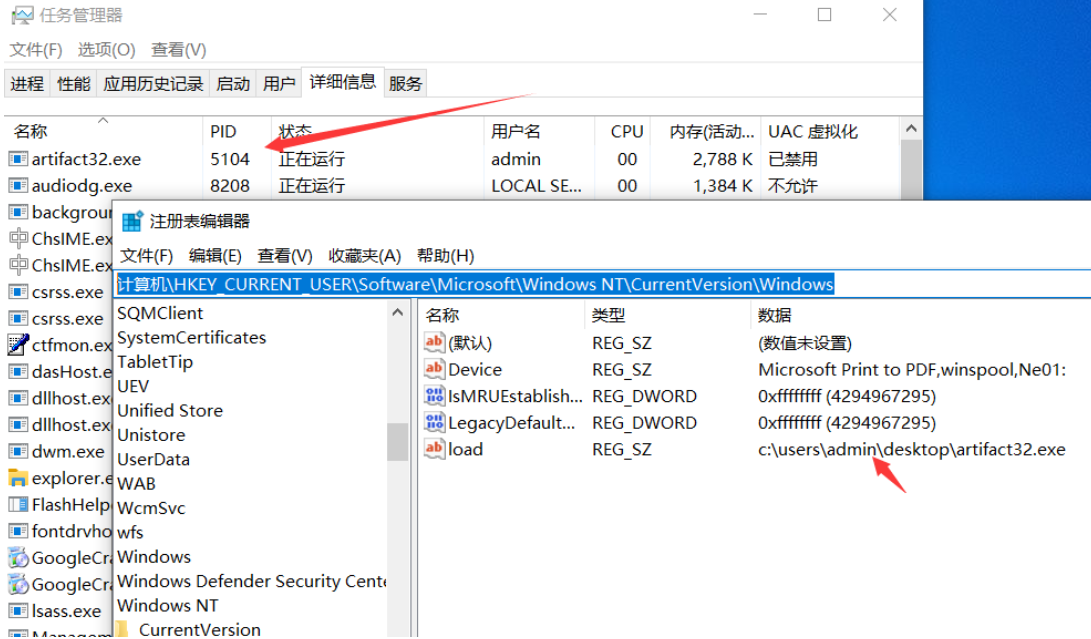 任务管理器
文件(F) 选项(O) 查看(V)
进程 性能 应用历史记录 启动 用户 详细信息 服务
名称 PID 状态 用户名 CPU 内存(活动... UAC 虚拟化
artifact32.exe 5104 正在运行 admin 00 2,788 K 已禁用
audiodg.exe 8208 正在运行 LOCAL SE... 00 1,384 K 不允许
backgrour
ChsIME.ex
ChsIME.ex
csrss.exe
csrss.exe
ctfmon.ex
dasHost.e
dllhost.ex
dllhost.ex
dwm.exe
explorer.e
FlashHelp
fontdrvho
GoogleCra
GoogleCra
lsass.exe
注册表编辑器
文件(F) 编辑(E) 查看(V) 收藏夹(A) 帮助(H)
计算机\HKEY_CURRENT_USER\Software\Microsoft\Windows NT\CurrentVersion\Windows
SQMClient
SystemCertificates
TabletTip
UEV
Unified Store
Unistore
UserData
WAB
WcmSvc
wfs
Windows
Windows Defender Security Cente
Windows NT
CurrentVersion
名称 类型 数据
(默认) REG_SZ (数值未设置)
Device REG_SZ Microsoft Print to PDF,winspool,Ne01:
IsMRUEstablish... REG_DWORD 0xffffffff (4294967295)
LegacyDefault... REG_DWORD 0xffffffff (4294967295)
load REG_SZ c:\users\admin\desktop\artifact32.exe